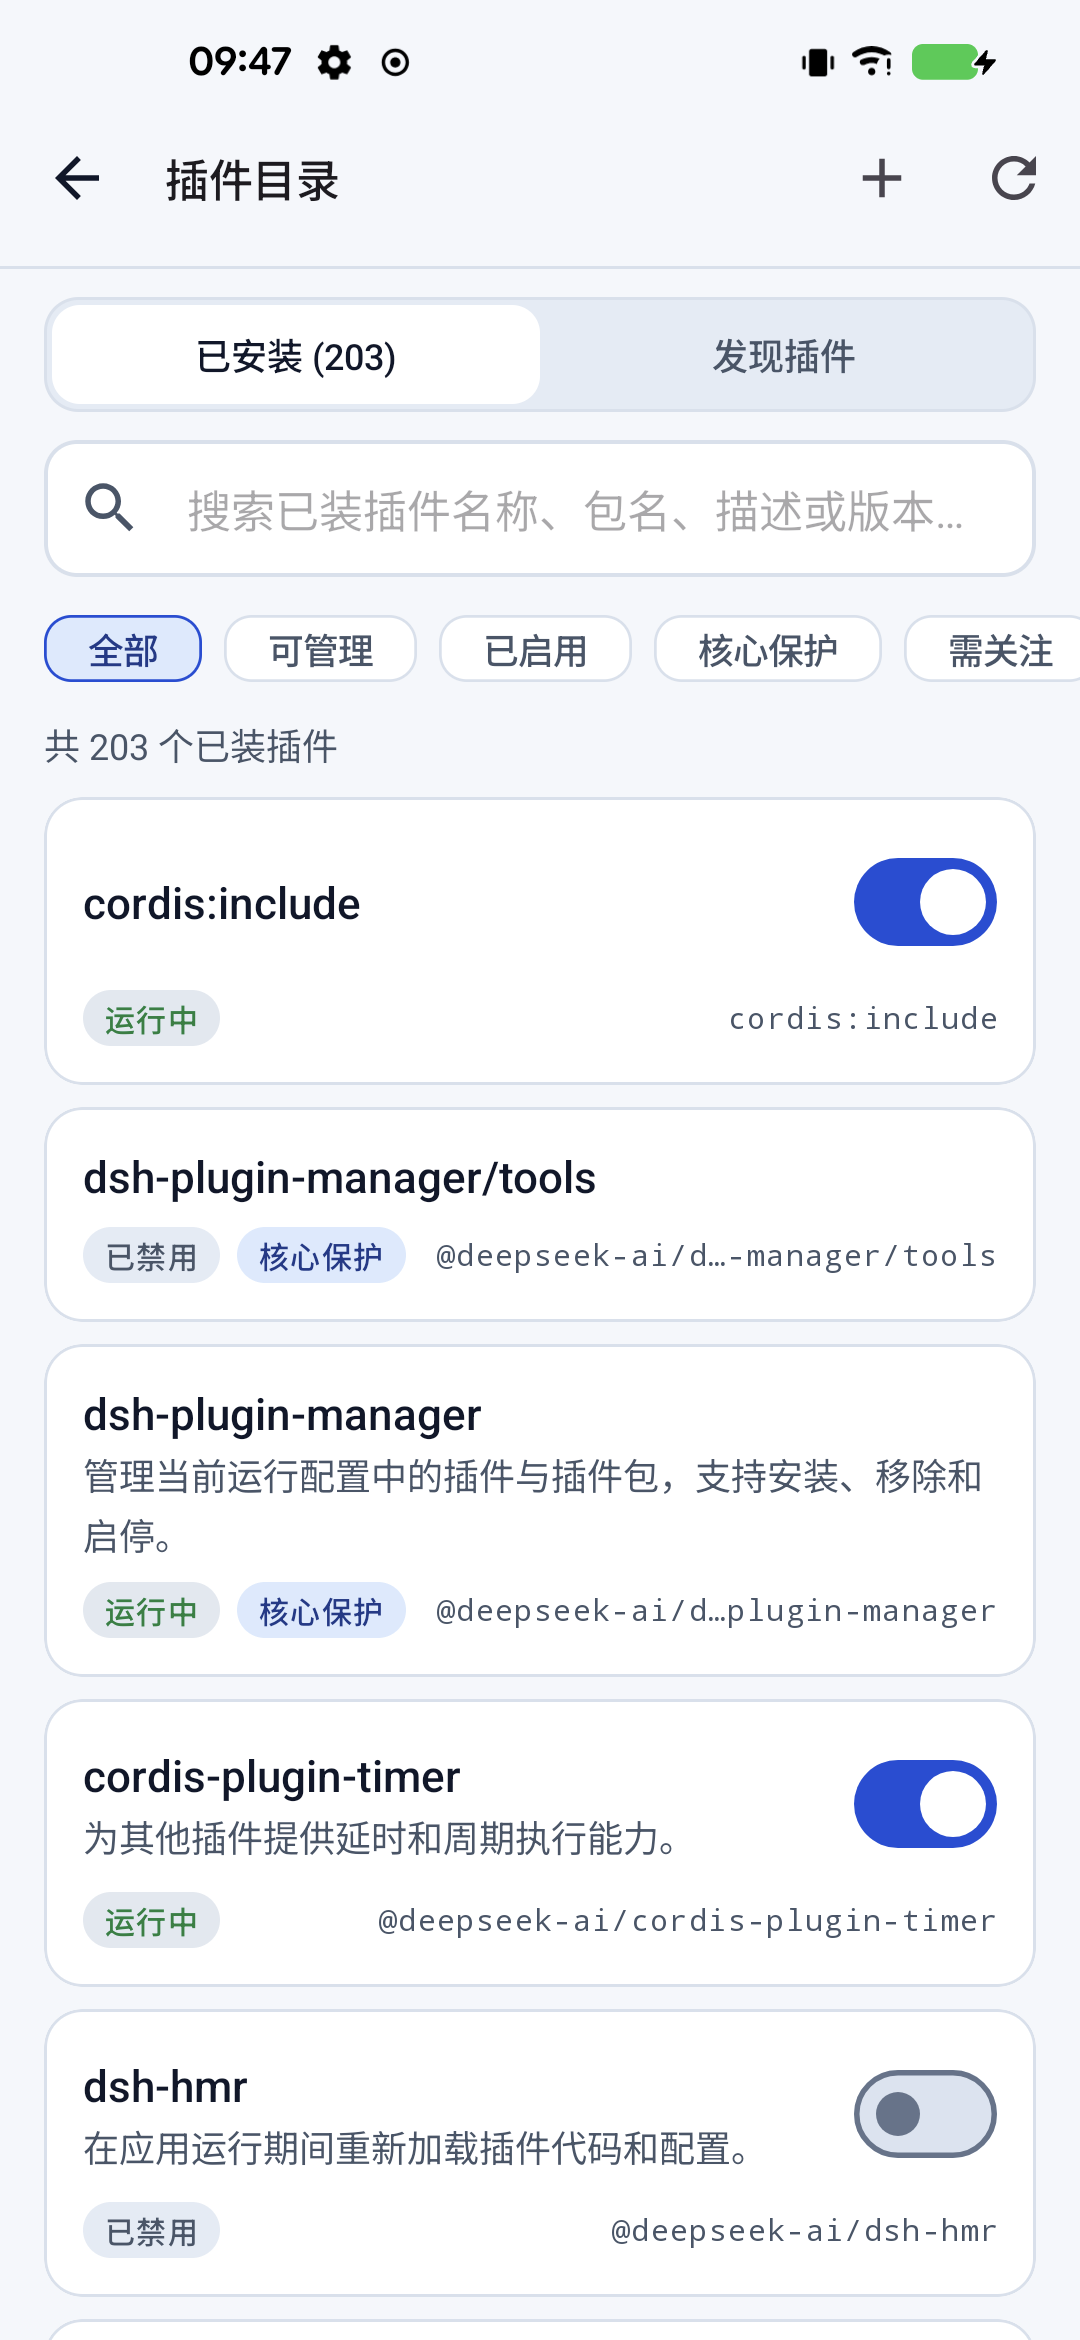 09:47
插件目录
已安装 (203)
发现插件
搜索已装插件名称、包名、描述或版本...
全部
可管理
已启用
核心保护
需关注
共 203 个已装插件
cordis:include
运行中
cordis:include
dsh-plugin-manager/tools
已禁用
核心保护
@deepseek-ai/d…-manager/tools
dsh-plugin-manager
管理当前运行配置中的插件与插件包，支持安装、移除和
启停。
运行中
核心保护
@deepseek-ai/d…plugin-manager
cordis-plugin-timer
为其他插件提供延时和周期执行能力。
运行中
@deepseek-ai/cordis-plugin-timer
dsh-hmr
在应用运行期间重新加载插件代码和配置。
已禁用
@deepseek-ai/dsh-hmr